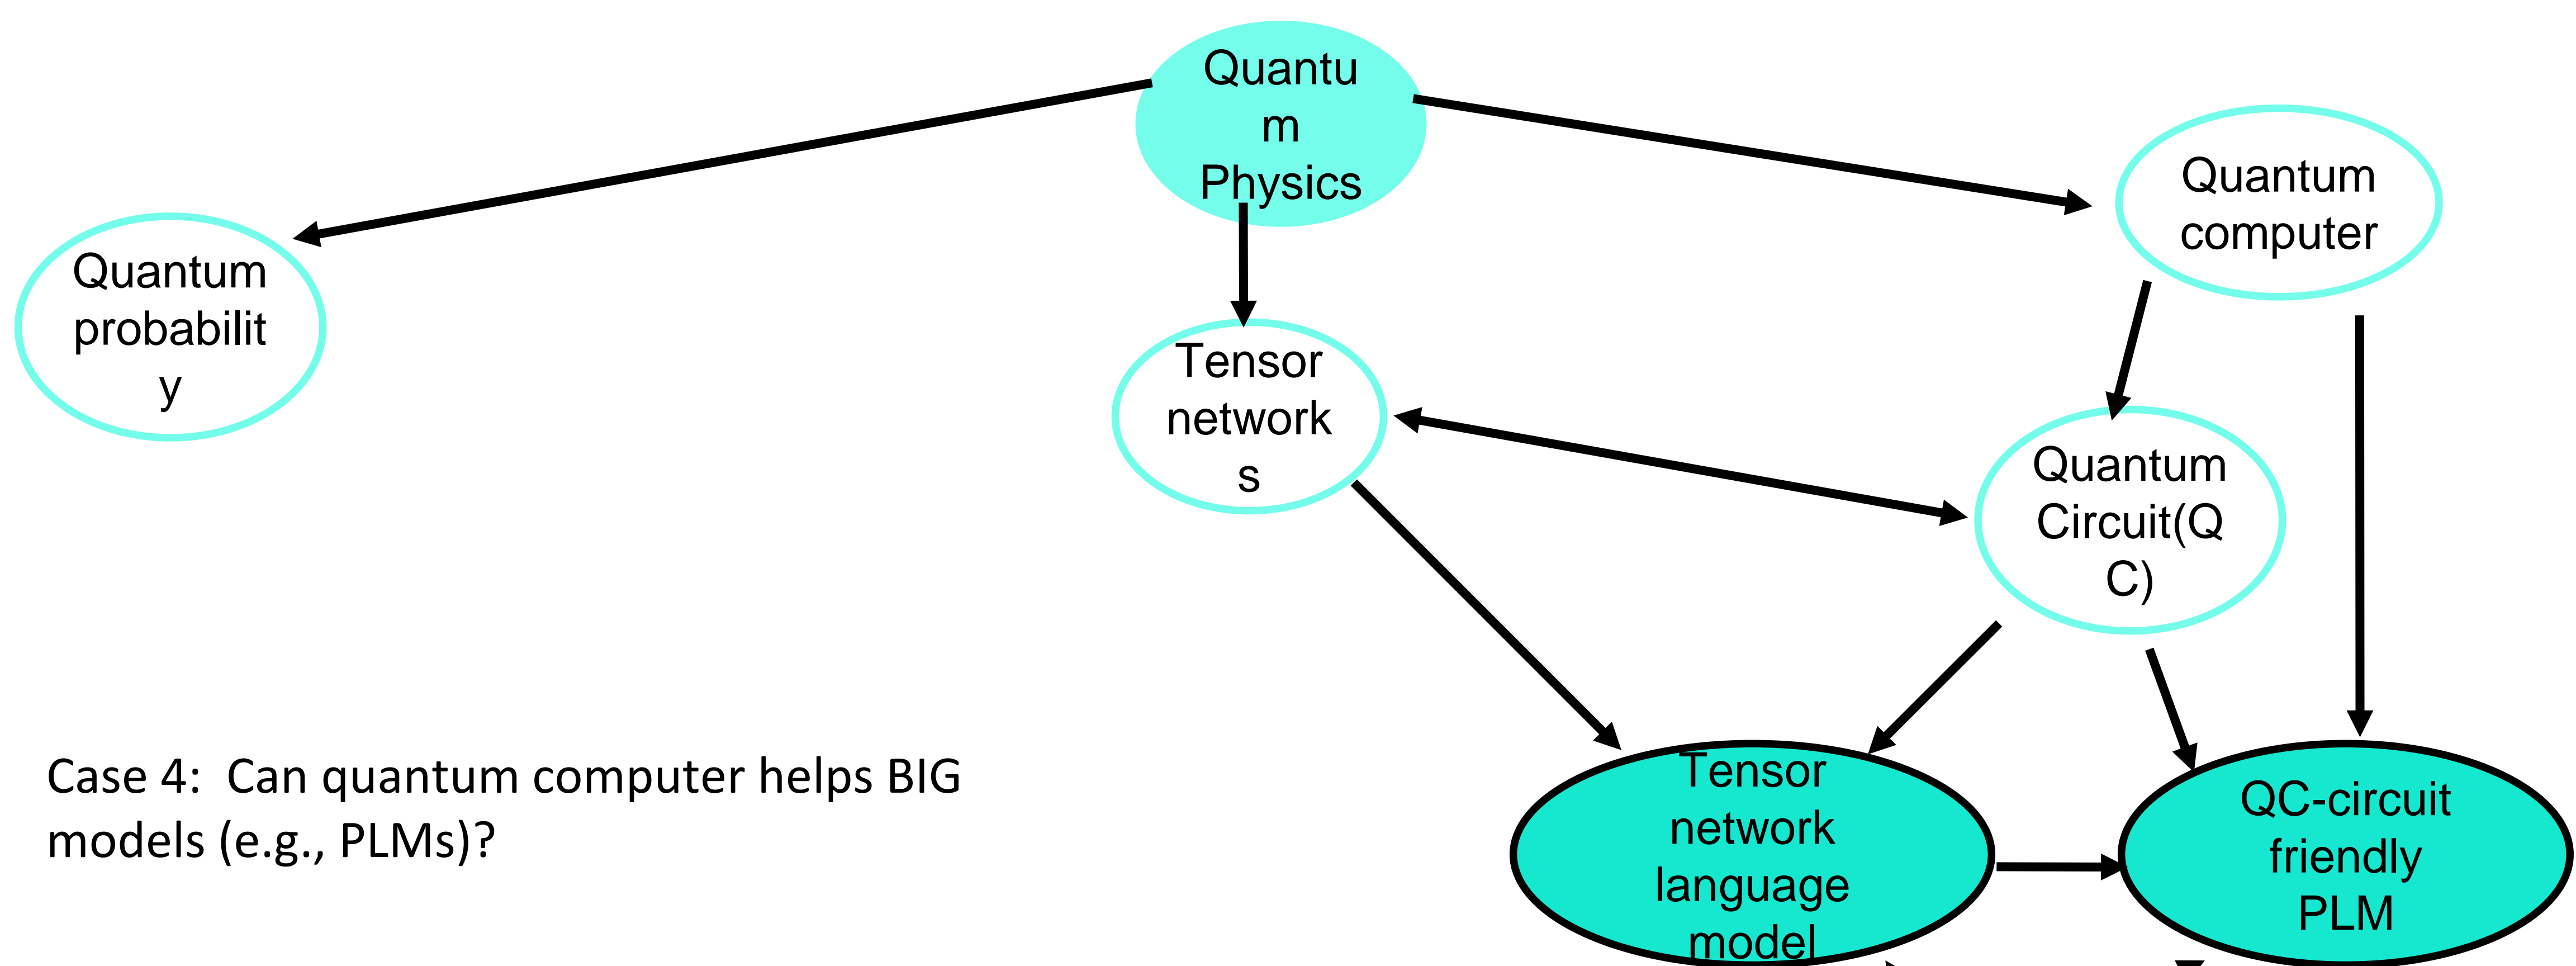 Quantu
m
Physics
Quantum
computer
Quantum
probabilit
y
Tensor
network
s
Quantum
Circuit(Q
C)
Case 4:  Can quantum computer helps BIG
models (e.g., PLMs)?
Tensor
network
language
model
QC-circuit
friendly
PLM